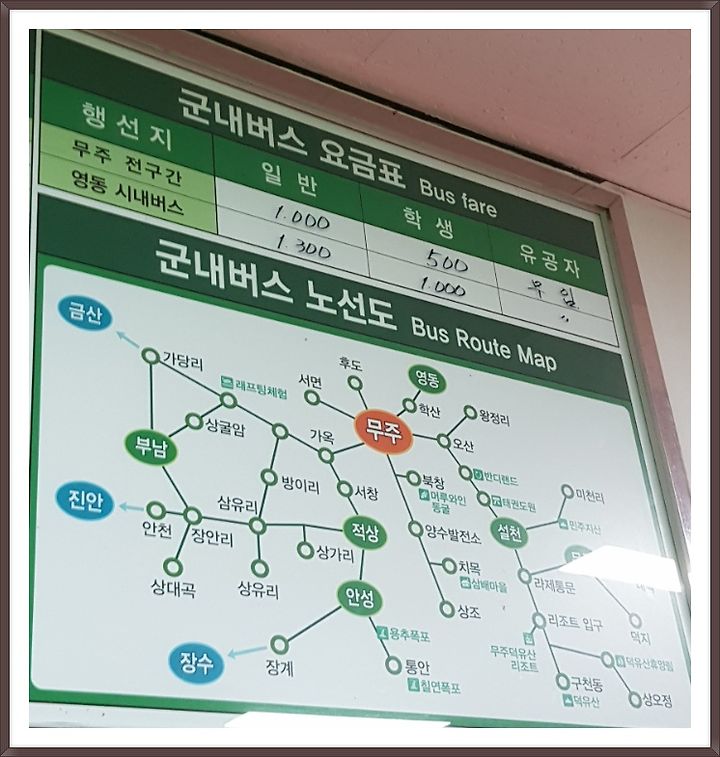 군내버스 요금표 Bus fare
행선지 일반 학생 유공자
무주 전구간 1.000 500 무임
영동 시내버스 1.300 1.000 〃
군내버스 노선도 Bus Route Map
금산
가당리
래프팅체험
서면
후도
영동
학산
왕정리
부남
상굴암
가옥
무주
오산
반디랜드
태권도원
진안
방이리
서창
북창
머루와인
동굴
미천리
안천
장안리
삼유리
적상
상가리
양수발전소
설천
상대곡
상유리
치목
삼배마을
라제통문
안성
상조
리조트 입구
덕지
장수
장계
용추폭포
통안
칠연폭포
무주덕유산
리조트
덕유산휴양림
구천동
덕유산
상오정